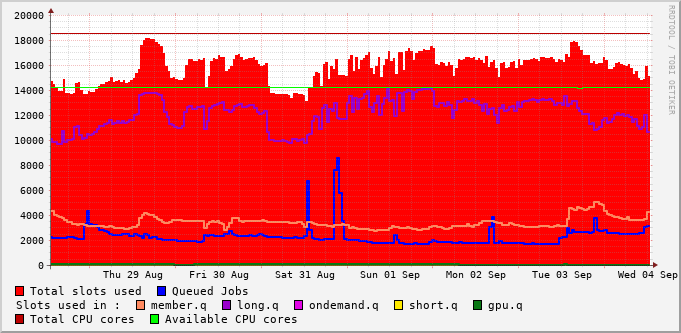 20000
18000
16000
14000
12000
10000
8000
6000
4000
2000
0
Thu 29 Aug Fri 30 Aug Sat 31 Aug Sun 01 Sep Mon 02 Sep Tue 03 Sep Wed 04 Sep
RRDTOOL / TOBI OETIKER
Total slots used Queued Jobs
Slots used in : member.q long.q ondemand.q short.q gpu.q
Total CPU cores Available CPU cores